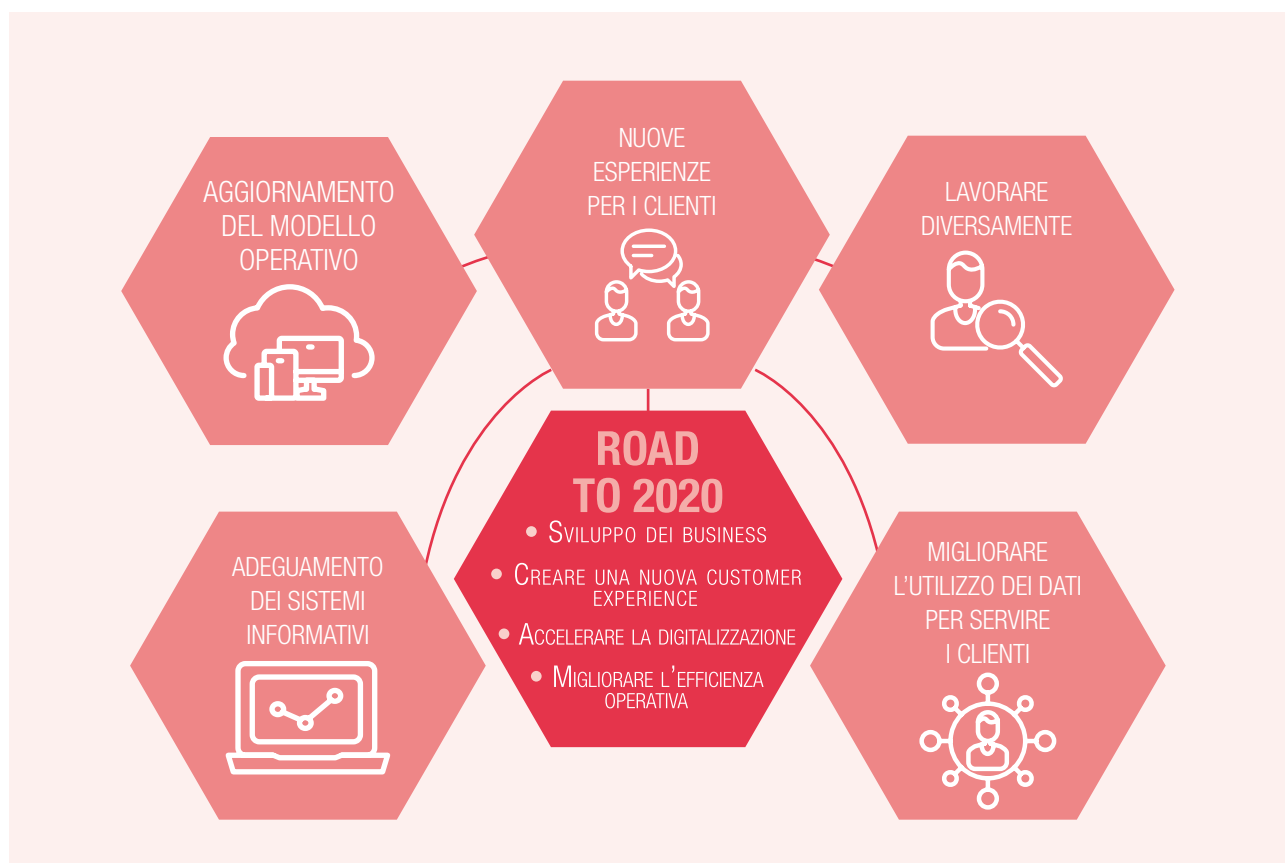 AGGIORNAMENTO
DEL MODELLO
OPERATIVO
NUOVE
ESPERIENZE
PER I CLIENTI
LAVORARE
DIVERSAMENTE
ROAD
TO 2020
• SVILUPPO DEI BUSINESS
• CREARE UNA NUOVA CUSTOMER
EXPERIENCE
• ACCELERARE LA DIGITALIZZAZIONE
• MIGLIORARE L'EFFICIENZA
OPERATIVA
ADEGUAMENTO
DEI SISTEMI
INFORMATIVI
MIGLIORARE
L'UTILIZZO DEI DATI
PER SERVIRE
I CLIENTI